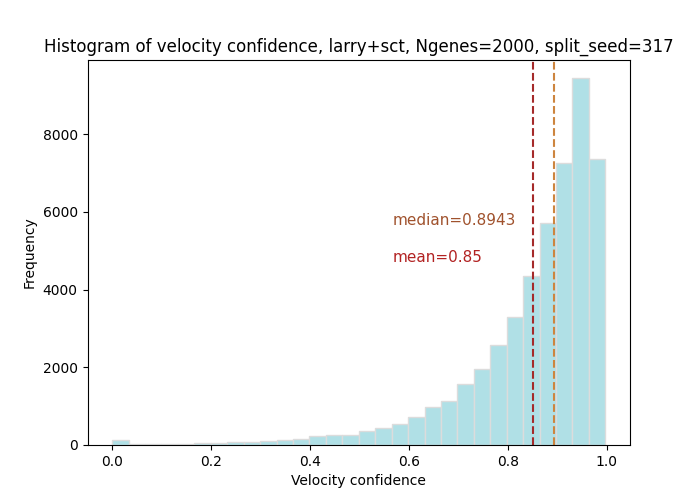 Histogram of velocity confidence, larry+sct, Ngenes=2000, split_seed=317
8000
6000
4000
2000
0
Frequency
median=0.8943
mean=0.85
0.0 0.2 0.4 0.6 0.8 1.0
Velocity confidence